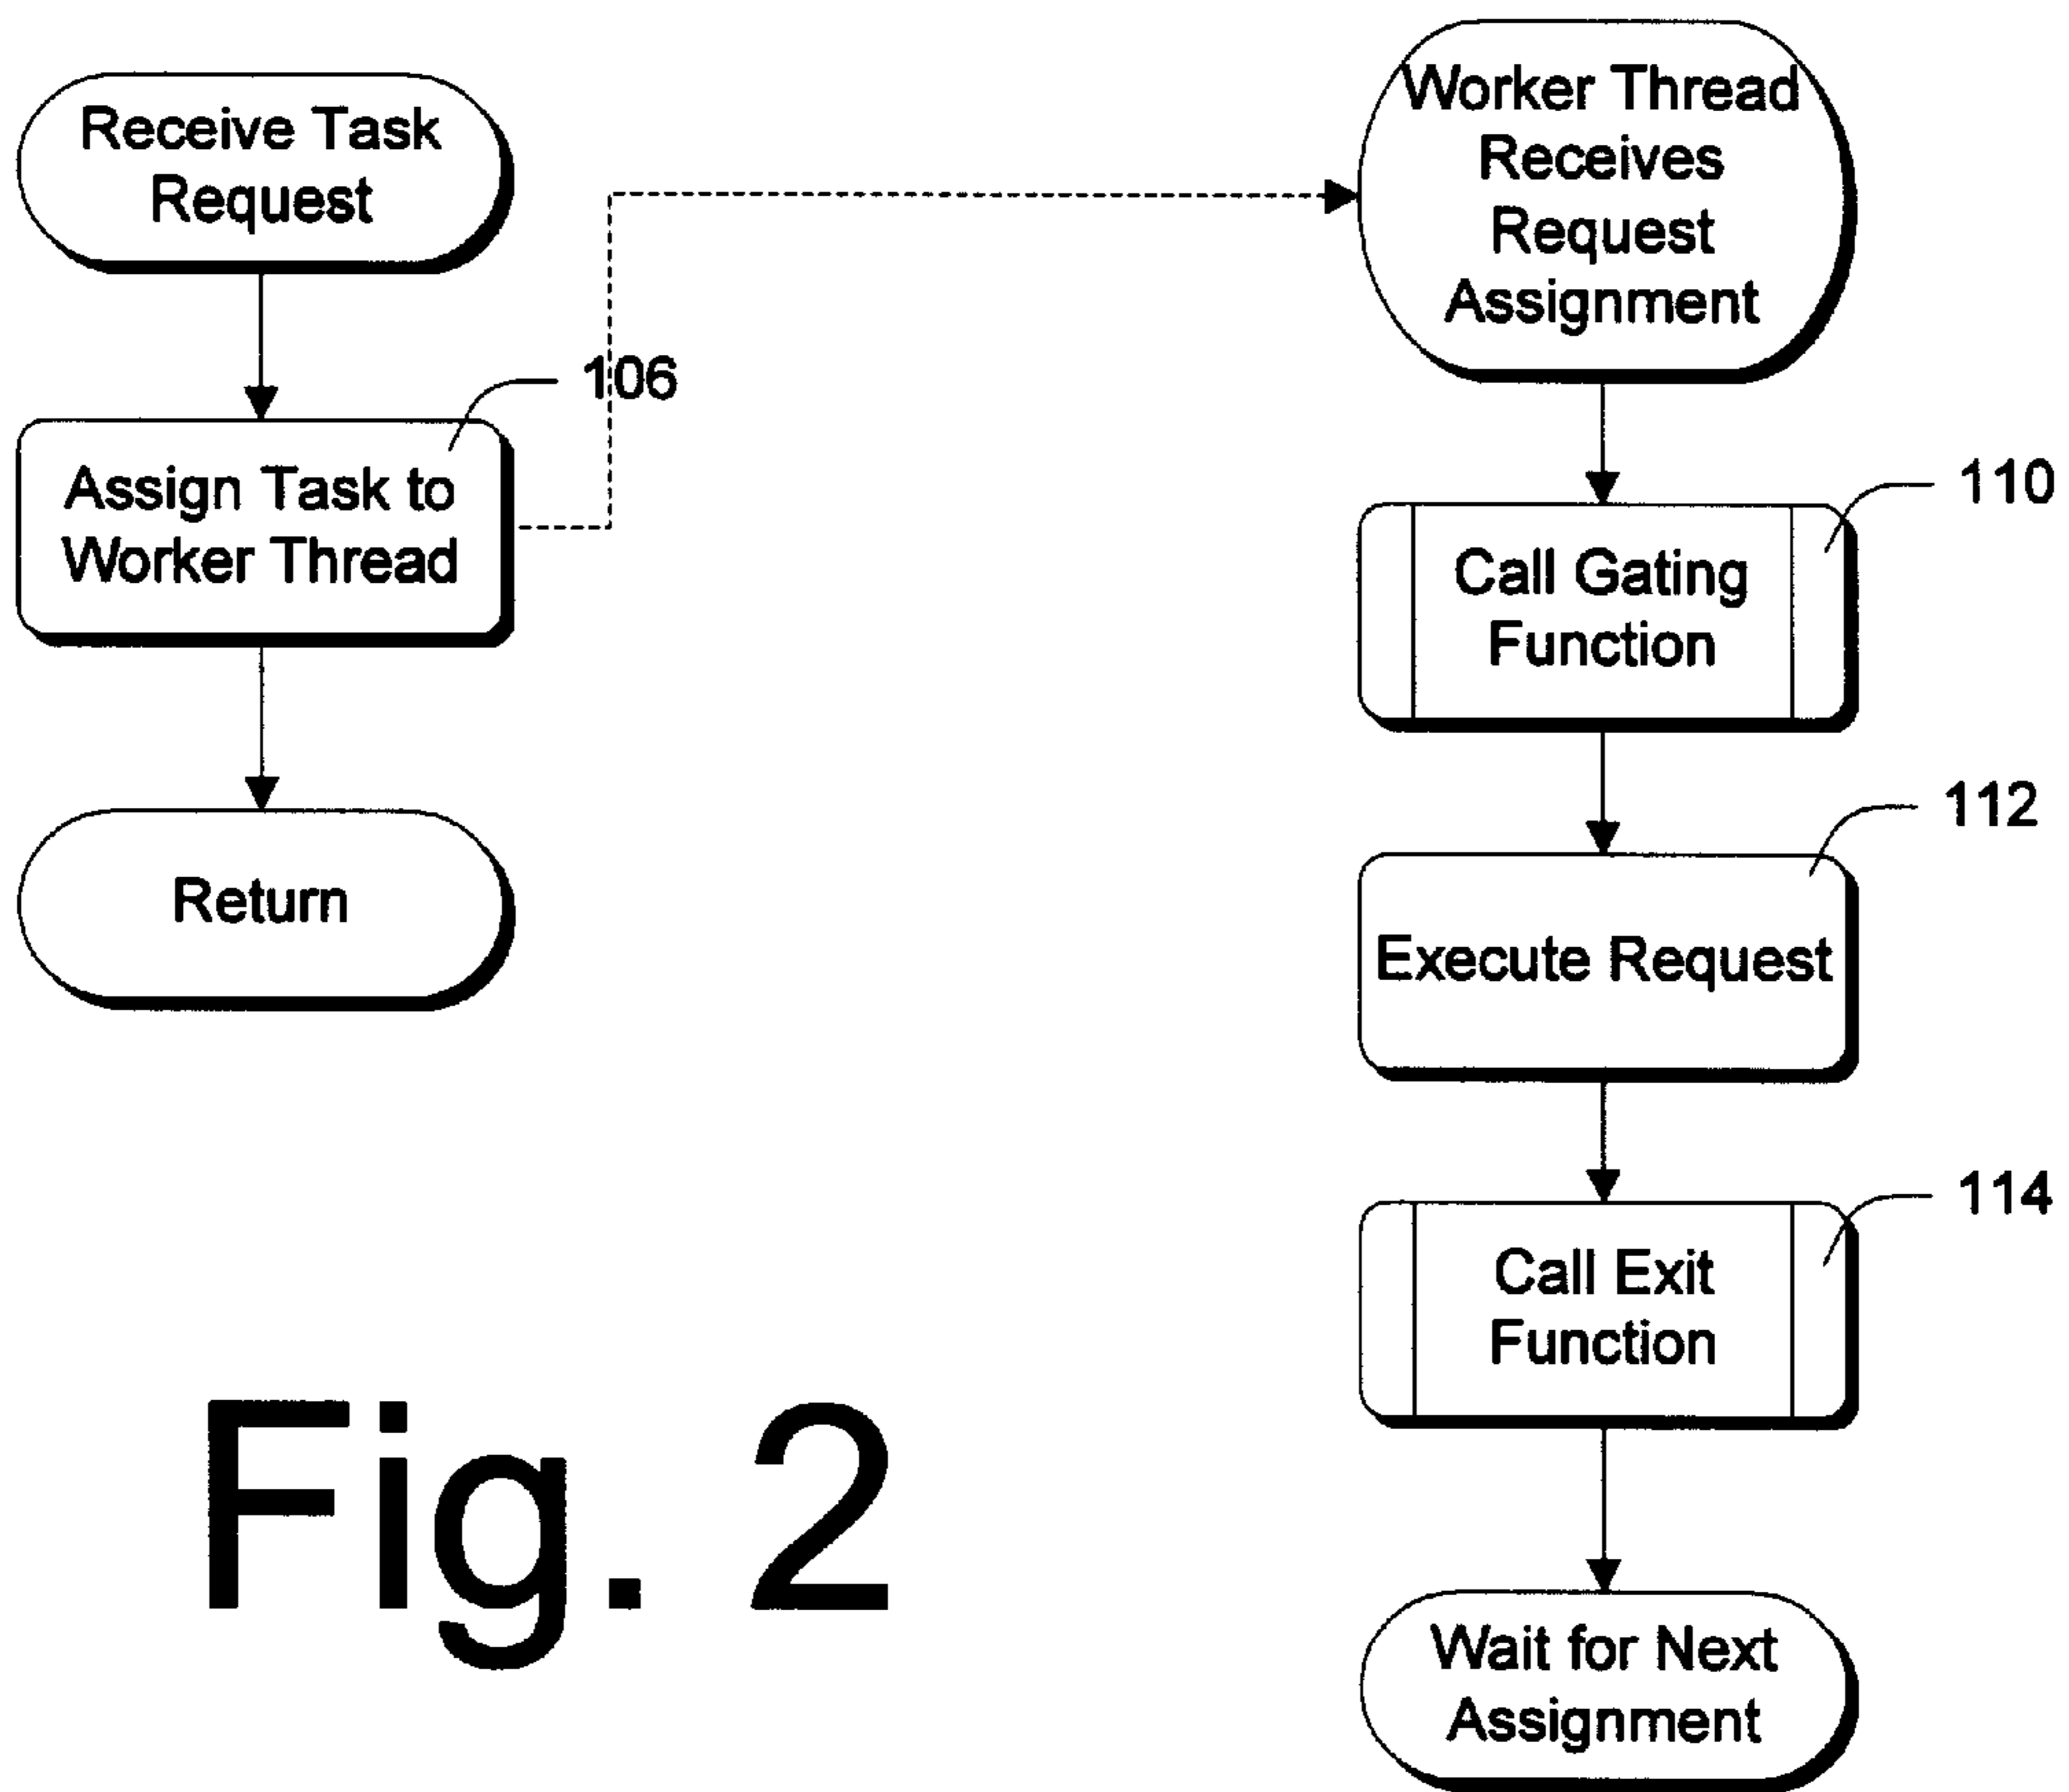 Receive Task
Request
106
Assign Task to
Worker Thread
Return
Worker Thread
Receives
Request
Assignment
110
Call Gating
Function
112
Execute Request
114
Call Exit
Function
Wait for Next
Assignment
Fig. 2